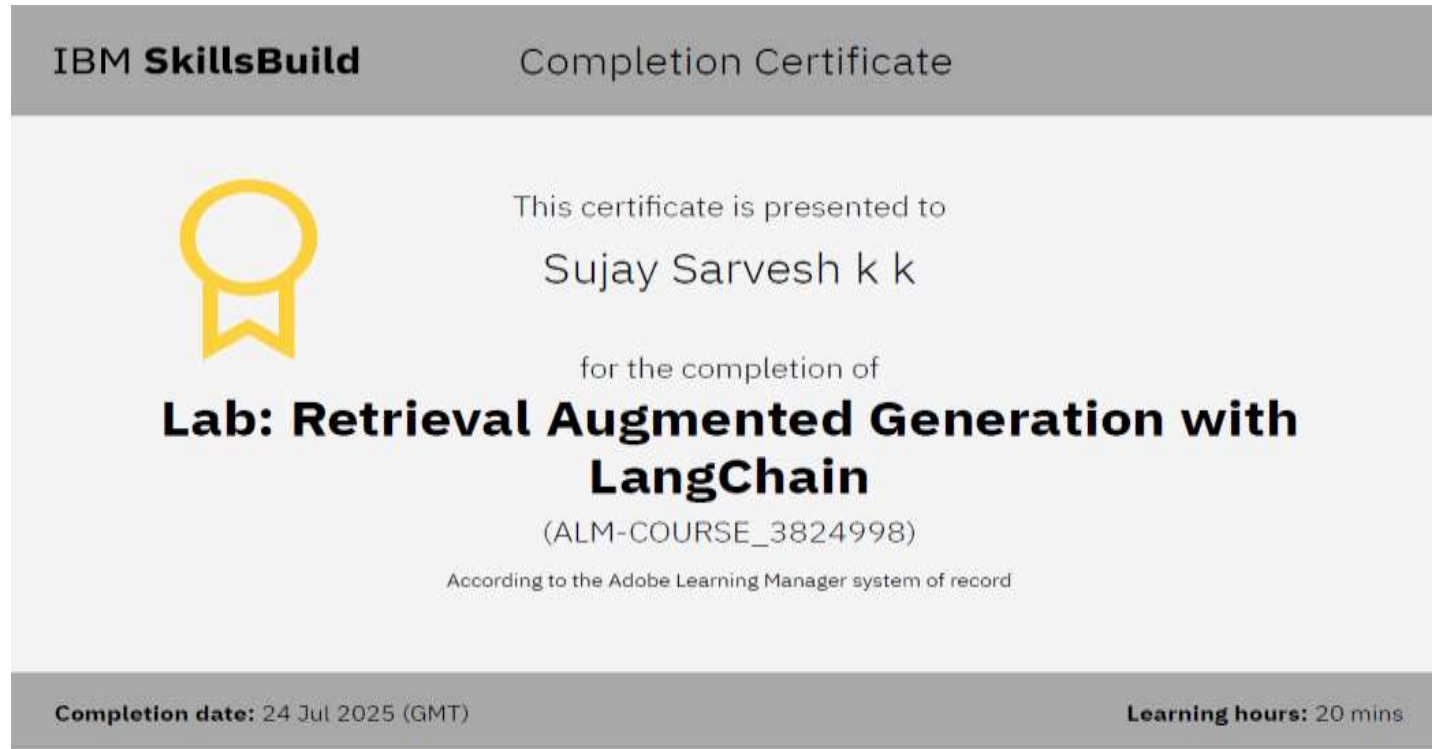 IBM SkillsBuild Completion Certificate
This certificate is presented to
Sujay Sarvesh k k
for the completion of
Lab: Retrieval Augmented Generation with
LangChain
(ALM-COURSE_3824998)
According to the Adobe Learning Manager system of record
Completion date: 24 Jul 2025 (GMT) Learning hours: 20 mins